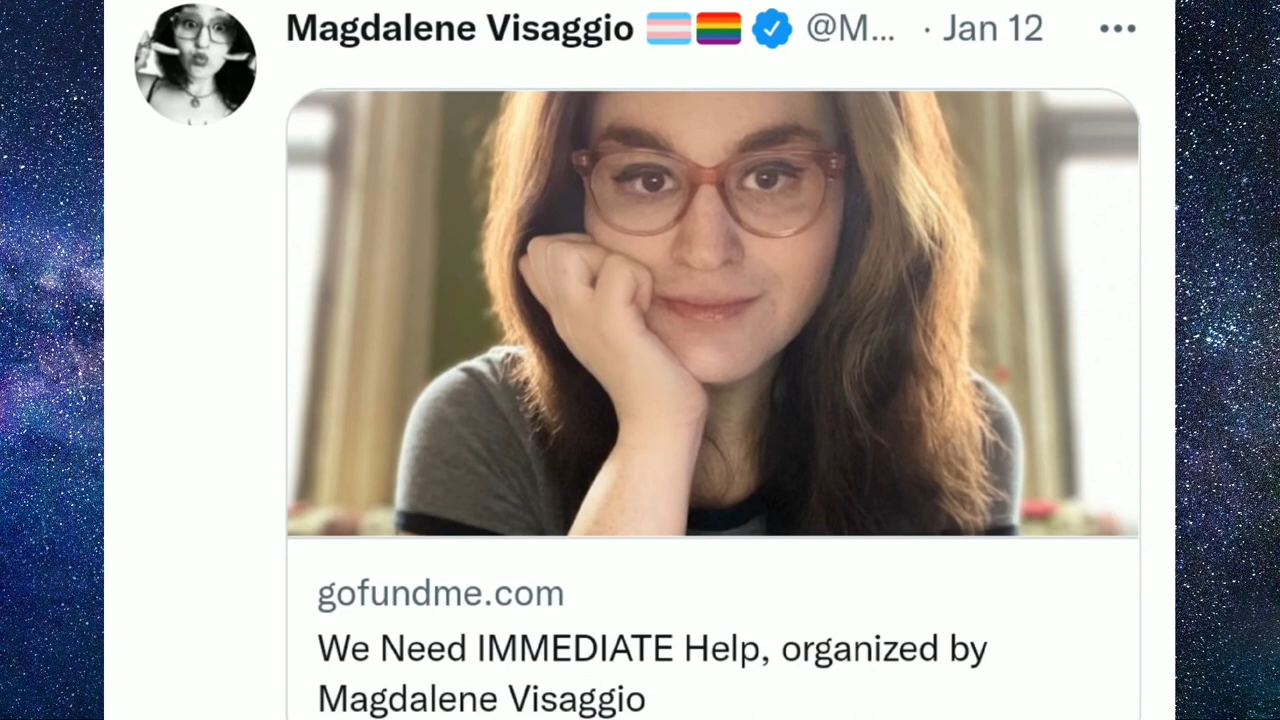 Magdalene Visaggio 🏳️‍⚧️🏳️‍🌈 @M... · Jan 12
gofundme.com
We Need IMMEDIATE Help, organized by
Magdalene Visaggio